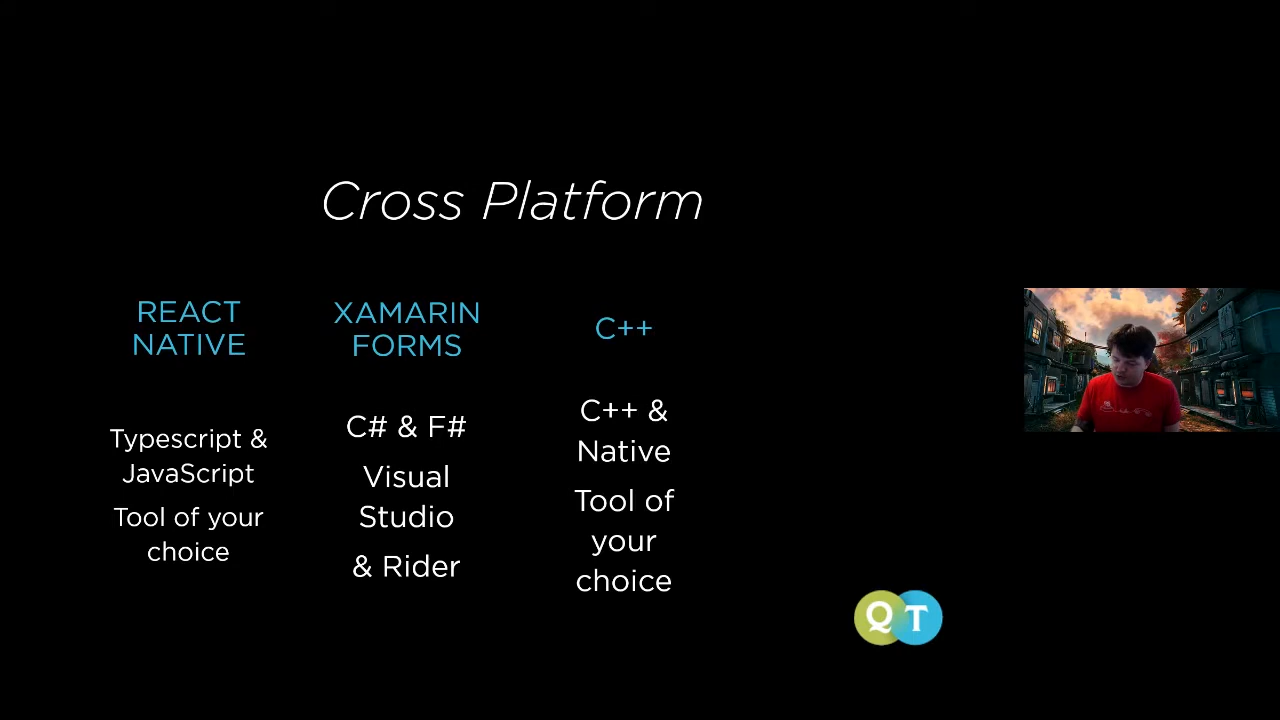 Cross Platform
REACT
NATIVE
Typescript &
JavaScript
Tool of your
choice
XAMARIN
FORMS
C# & F#
Visual
Studio
& Rider
C++
C++ &
Native
Tool of
your
choice
QT